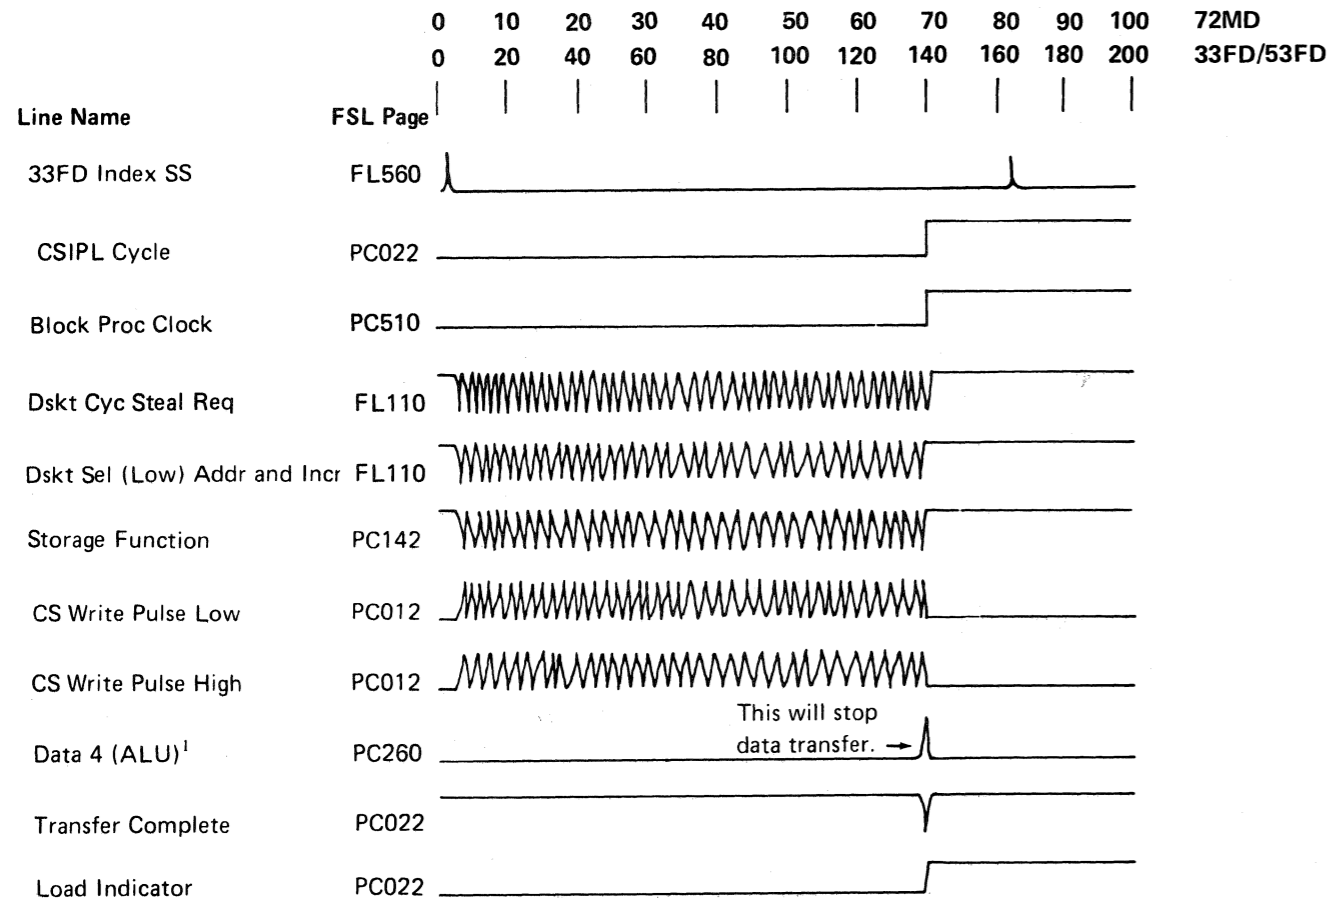 0 10 20 30 40 50 60 70 80 90 100 72MD
0 20 40 60 80 100 120 140 160 180 200 33FD/53FD
Line Name FSL Page
33FD Index SS FL560
CSIPL Cycle PC022
Block Proc Clock PC510
Dskt Cyc Steal Req FL110
Dskt Sel (Low) Addr and Incr FL110
Storage Function PC142
CS Write Pulse Low PC012
CS Write Pulse High PC012
This will stop
data transfer.
Data 4 (ALU)1 PC260
Transfer Complete PC022
Load Indicator PC022